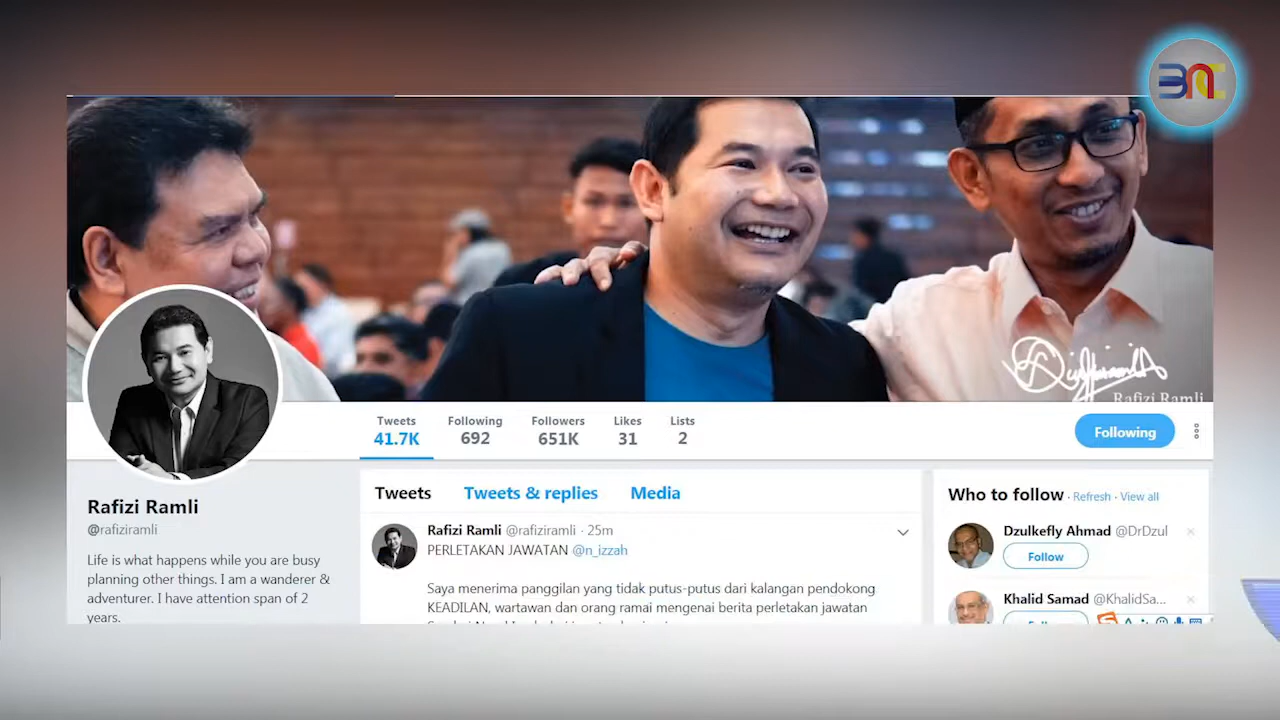 BNC
Rafizi Ramli
Tweets Following Followers Likes Lists
41.7K 692 651K 31 2
Following
Rafizi Ramli
@rafiziramli
Life is what happens while you are busy
planning other things. I am a wanderer &
adventurer. I have attention span of 2
years.
Tweets Tweets & replies Media
Rafizi Ramli @rafiziramli · 25m
PERLETAKAN JAWATAN @n_izzah
Saya menerima panggilan yang tidak putus-putus dari kalangan pendokong
KEADILAN, wartawan dan orang ramai mengenai berita perletakan jawatan
Who to follow · Refresh · View all
Dzulkefly Ahmad @DrDzul
Follow
Khalid Samad @KhalidSa...